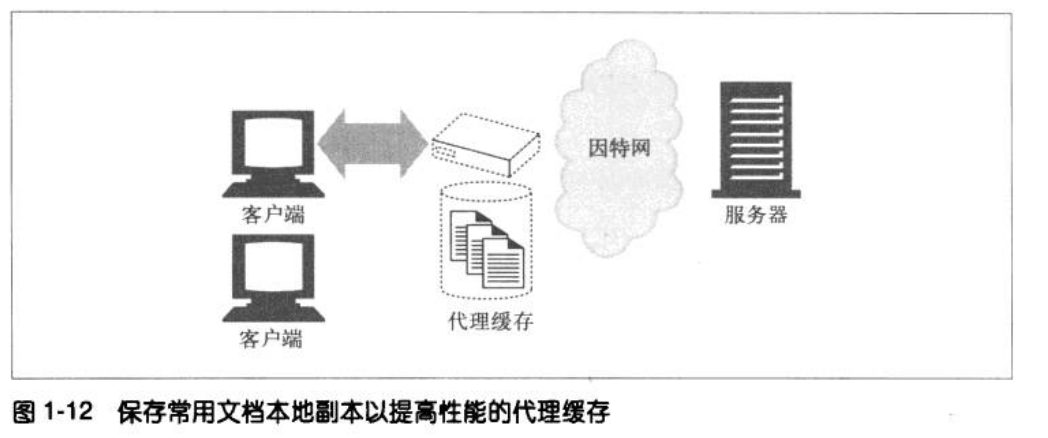 因特网
客户端
服务器
客户端
代理缓存
图 1-12 保存常用文档本地副本以提高性能的代理缓存